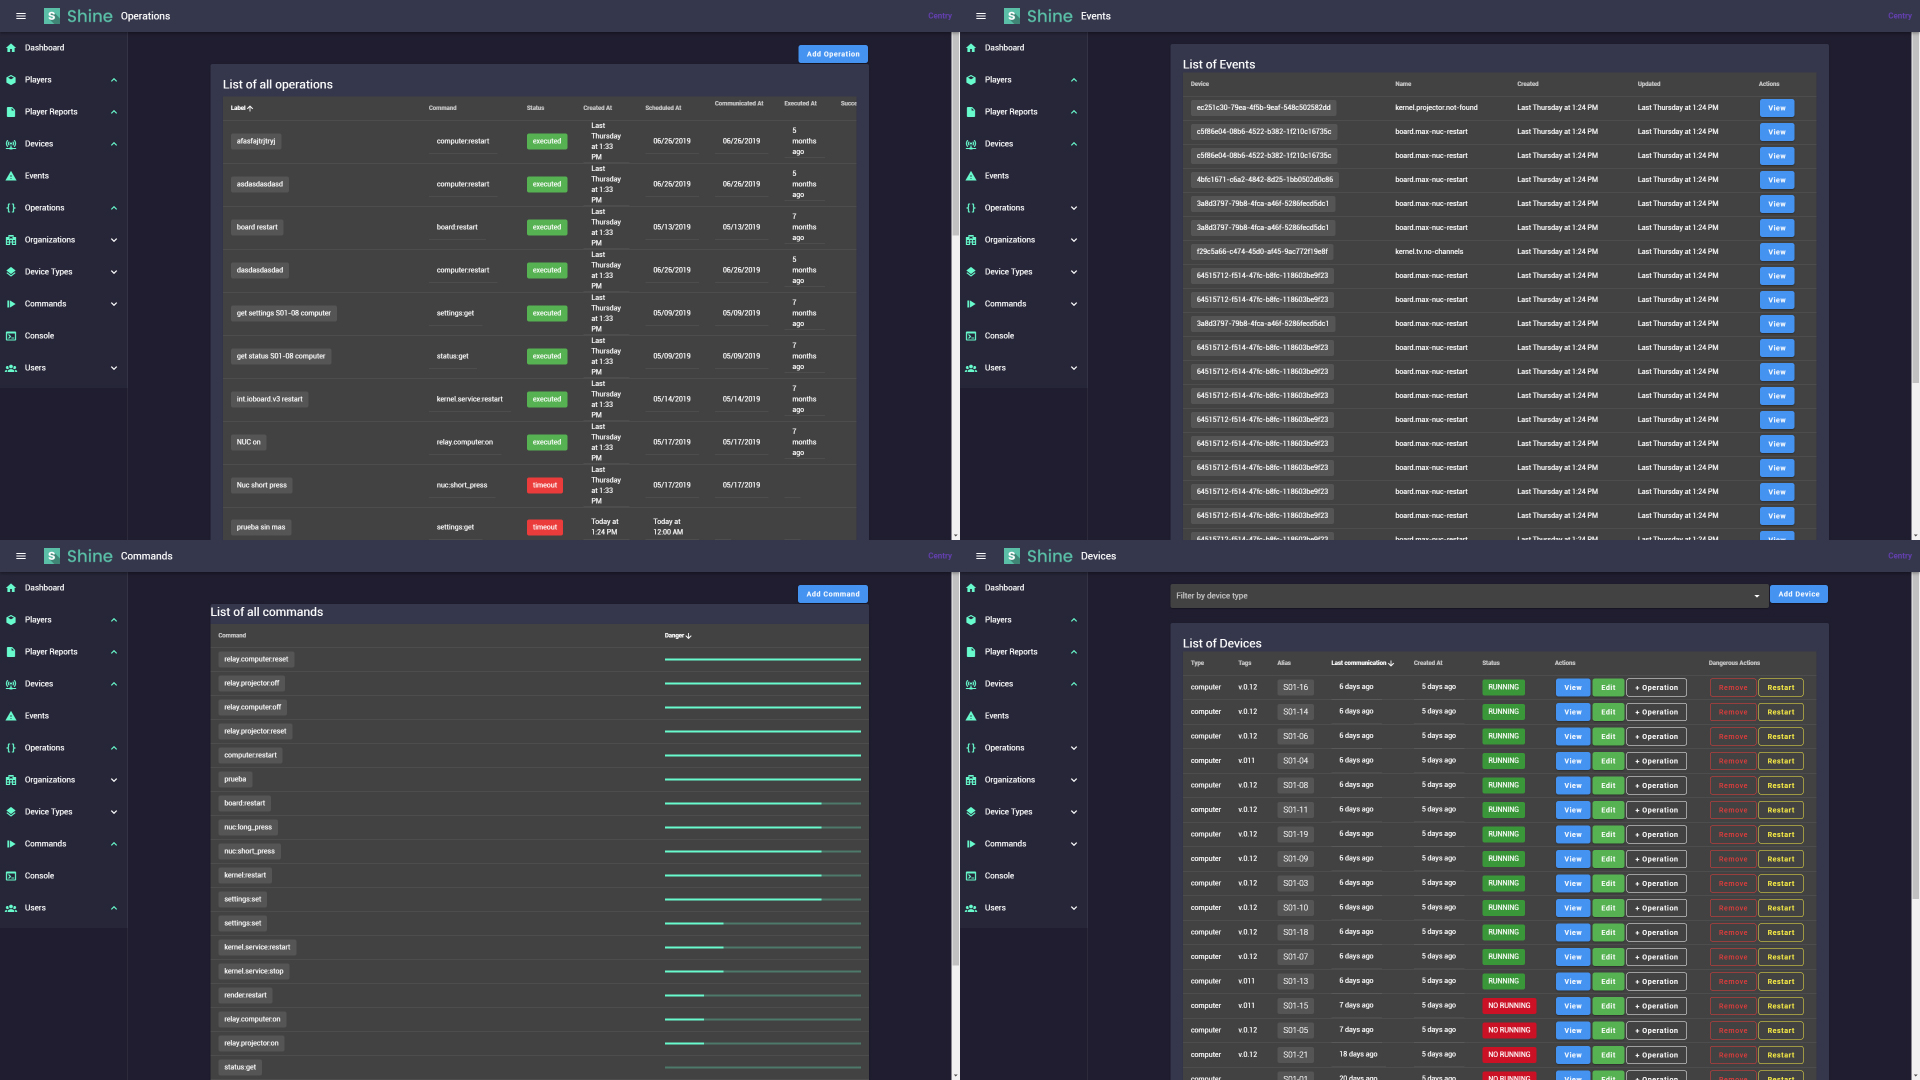 Shine Operations Cantry
Dashboard
Players
Player Reports
Devices
Events
Operations
Organizations
Device Types
Commands
Console
Users
Add Operation
List of all operations
Label Command Status Created At Scheduled At Communicated At Executed At Succe
afasfajtrjtryj computer:restart executed Last Thursday at 1:33 PM 06/26/2019 06/26/2019 5 months ago
asdasdasdasd computer:restart executed Last Thursday at 1:33 PM 06/26/2019 06/26/2019 5 months ago
board restart board:restart executed Last Thursday at 1:33 PM 05/13/2019 05/13/2019 7 months ago
dasdasdasdad computer:restart executed Last Thursday at 1:33 PM 06/26/2019 06/26/2019 5 months ago
get settings S01-08 computer settings:get executed Last Thursday at 1:33 PM 05/09/2019 05/09/2019 7 months ago
get status S01-08 computer status:get executed Last Thursday at 1:33 PM 05/09/2019 05/09/2019 7 months ago
int.ioboard.v3 restart kernel.service:restart executed Last Thursday at 1:33 PM 05/14/2019 05/14/2019 7 months ago
NUC on relay.computer:on executed Last Thursday at 1:33 PM 05/17/2019 05/17/2019 7 months ago
Nuc short press nuc:short_press timeout Last Thursday at 1:33 PM 05/17/2019 05/17/2019
prueba sin mas settings:get timeout Today at 1:24 PM Today at 12:00 AM
Shine Events Cantry
Dashboard
Players
Player Reports
Devices
Events
Operations
Organizations
Device Types
Commands
Console
Users
List of Events
Device Name Created Updated Actions
ec251c30-79ea-4f5b-9eaf-548c502582dd kernel.projector.not-found Last Thursday at 1:24 PM Last Thursday at 1:24 PM View
c5f86e04-08b6-4522-b382-1f210c16735c board.max-nuc-restart Last Thursday at 1:24 PM Last Thursday at 1:24 PM View
c5f86e04-08b6-4522-b382-1f210c16735c board.max-nuc-restart Last Thursday at 1:24 PM Last Thursday at 1:24 PM View
4bfc1671-c6a2-4842-8d25-1bb0502d0c86 board.max-nuc-restart Last Thursday at 1:24 PM Last Thursday at 1:24 PM View
3a8d3797-79b8-4fca-a46f-5286fecd5dc1 board.max-nuc-restart Last Thursday at 1:24 PM Last Thursday at 1:24 PM View
3a8d3797-79b8-4fca-a46f-5286fecd5dc1 board.max-nuc-restart Last Thursday at 1:24 PM Last Thursday at 1:24 PM View
f29c5a66-c474-45d0-af45-9ac772f19e8f kernel.tv.no-channels Last Thursday at 1:24 PM Last Thursday at 1:24 PM View
64515712-f514-47fc-b8fc-118603be9f23 board.max-nuc-restart Last Thursday at 1:24 PM Last Thursday at 1:24 PM View
64515712-f514-47fc-b8fc-118603be9f23 board.max-nuc-restart Last Thursday at 1:24 PM Last Thursday at 1:24 PM View
3a8d3797-79b8-4fca-a46f-5286fecd5dc1 board.max-nuc-restart Last Thursday at 1:24 PM Last Thursday at 1:24 PM View
64515712-f514-47fc-b8fc-118603be9f23 board.max-nuc-restart Last Thursday at 1:24 PM Last Thursday at 1:24 PM View
64515712-f514-47fc-b8fc-118603be9f23 board.max-nuc-restart Last Thursday at 1:24 PM Last Thursday at 1:24 PM View
64515712-f514-47fc-b8fc-118603be9f23 board.max-nuc-restart Last Thursday at 1:24 PM Last Thursday at 1:24 PM View
64515712-f514-47fc-b8fc-118603be9f23 board.max-nuc-restart Last Thursday at 1:24 PM Last Thursday at 1:24 PM View
64515712-f514-47fc-b8fc-118603be9f23 board.max-nuc-restart Last Thursday at 1:24 PM Last Thursday at 1:24 PM View
64515712-f514-47fc-b8fc-118603be9f23 board.max-nuc-restart Last Thursday at 1:24 PM Last Thursday at 1:24 PM View
64515712-f514-47fc-b8fc-118603be9f23 board.max-nuc-restart Last Thursday at 1:24 PM Last Thursday at 1:24 PM View
64515712-f514-47fc-b8fc-118603be9f23 board.max-nuc-restart Last Thursday at 1:24 PM Last Thursday at 1:24 PM View
64515712-f514-47fc-b8fc-118603be9f23 board.max-nuc-restart Last Thursday at 1:24 PM Last Thursday at 1:24 PM View
Shine Commands Cantry
Dashboard
Players
Player Reports
Devices
Events
Operations
Organizations
Device Types
Commands
Console
Users
Add Command
List of all commands
Command Danger
relay.computer:reset
relay.projector:off
relay.computer:off
relay.projector:reset
computer:restart
prueba
board:restart
nuc:long_press
nuc:short_press
kernel:restart
settings:set
settings:set
kernel.service:restart
kernel.service:stop
render:restart
relay.computer:on
relay.projector:on
status:get
Shine Devices Cantry
Dashboard
Players
Player Reports
Devices
Events
Operations
Organizations
Device Types
Commands
Console
Users
Filter by device type Add Device
List of Devices
Type Tags Alias Last communication Created At Status Actions Dangerous Actions
computer v.0.12 S01-16 6 days ago 5 days ago RUNNING View Edit + Operation Remove Restart
computer v.0.12 S01-14 6 days ago 5 days ago RUNNING View Edit + Operation Remove Restart
computer v.0.12 S01-06 6 days ago 5 days ago RUNNING View Edit + Operation Remove Restart
computer v.011 S01-04 6 days ago 5 days ago RUNNING View Edit + Operation Remove Restart
computer v.0.12 S01-08 6 days ago 5 days ago RUNNING View Edit + Operation Remove Restart
computer v.0.12 S01-11 6 days ago 5 days ago RUNNING View Edit + Operation Remove Restart
computer v.0.12 S01-19 6 days ago 5 days ago RUNNING View Edit + Operation Remove Restart
computer v.0.12 S01-09 6 days ago 5 days ago RUNNING View Edit + Operation Remove Restart
computer v.0.12 S01-03 6 days ago 5 days ago RUNNING View Edit + Operation Remove Restart
computer v.0.12 S01-10 6 days ago 5 days ago RUNNING View Edit + Operation Remove Restart
computer v.0.12 S01-18 6 days ago 5 days ago RUNNING View Edit + Operation Remove Restart
computer v.0.12 S01-07 6 days ago 5 days ago RUNNING View Edit + Operation Remove Restart
computer v.011 S01-13 6 days ago 5 days ago RUNNING View Edit + Operation Remove Restart
computer v.011 S01-15 7 days ago 5 days ago NO RUNNING View Edit + Operation Remove Restart
computer v.0.12 S01-05 7 days ago 5 days ago NO RUNNING View Edit + Operation Remove Restart
computer v.0.12 S01-21 18 days ago 5 days ago NO RUNNING View Edit + Operation Remove Restart
computer v.0.12 S01-01 20 days ago 5 days ago NO RUNNING View Edit + Operation Remove Restart